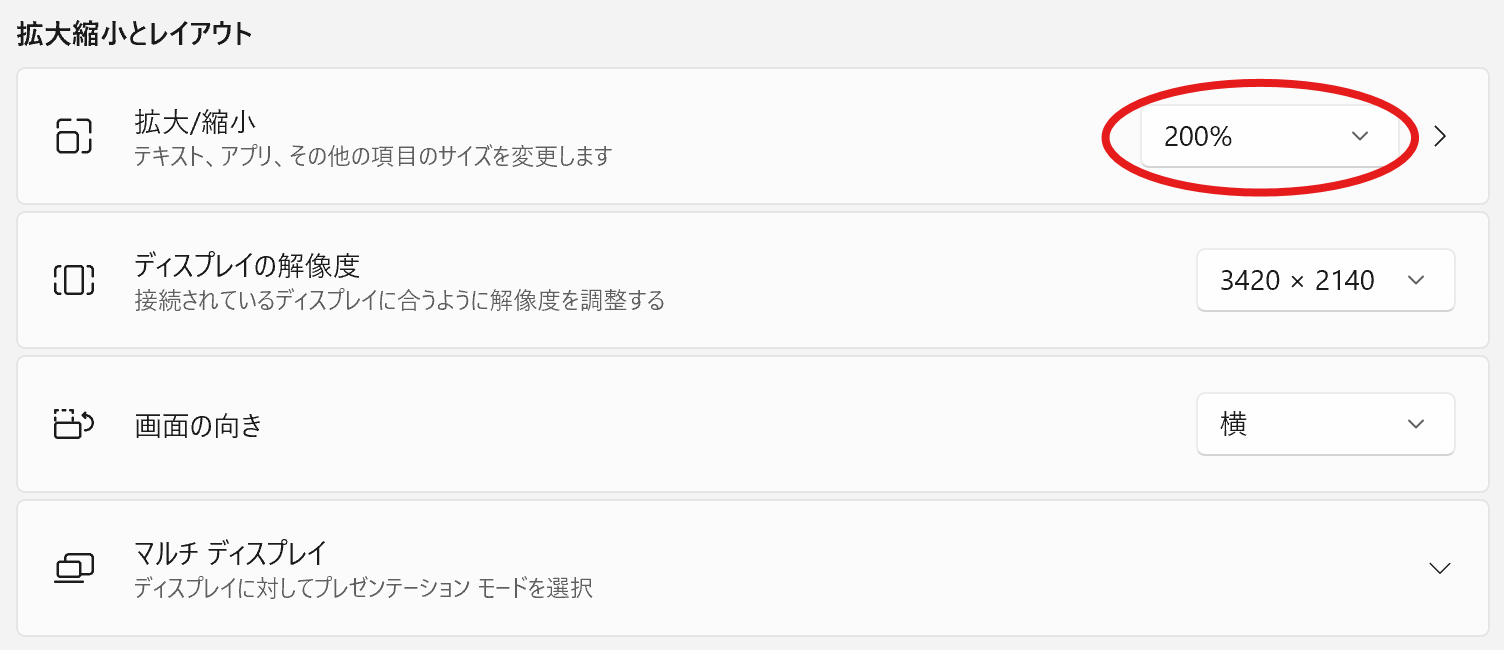 拡大縮小とレイアウト
拡大/縮小
テキスト、アプリ、その他の項目のサイズを変更します
200%
ディスプレイの解像度
接続されているディスプレイに合うように解像度を調整する
3420 × 2140
画面の向き
横
マルチ ディスプレイ
ディスプレイに対してプレゼンテーション モードを選択